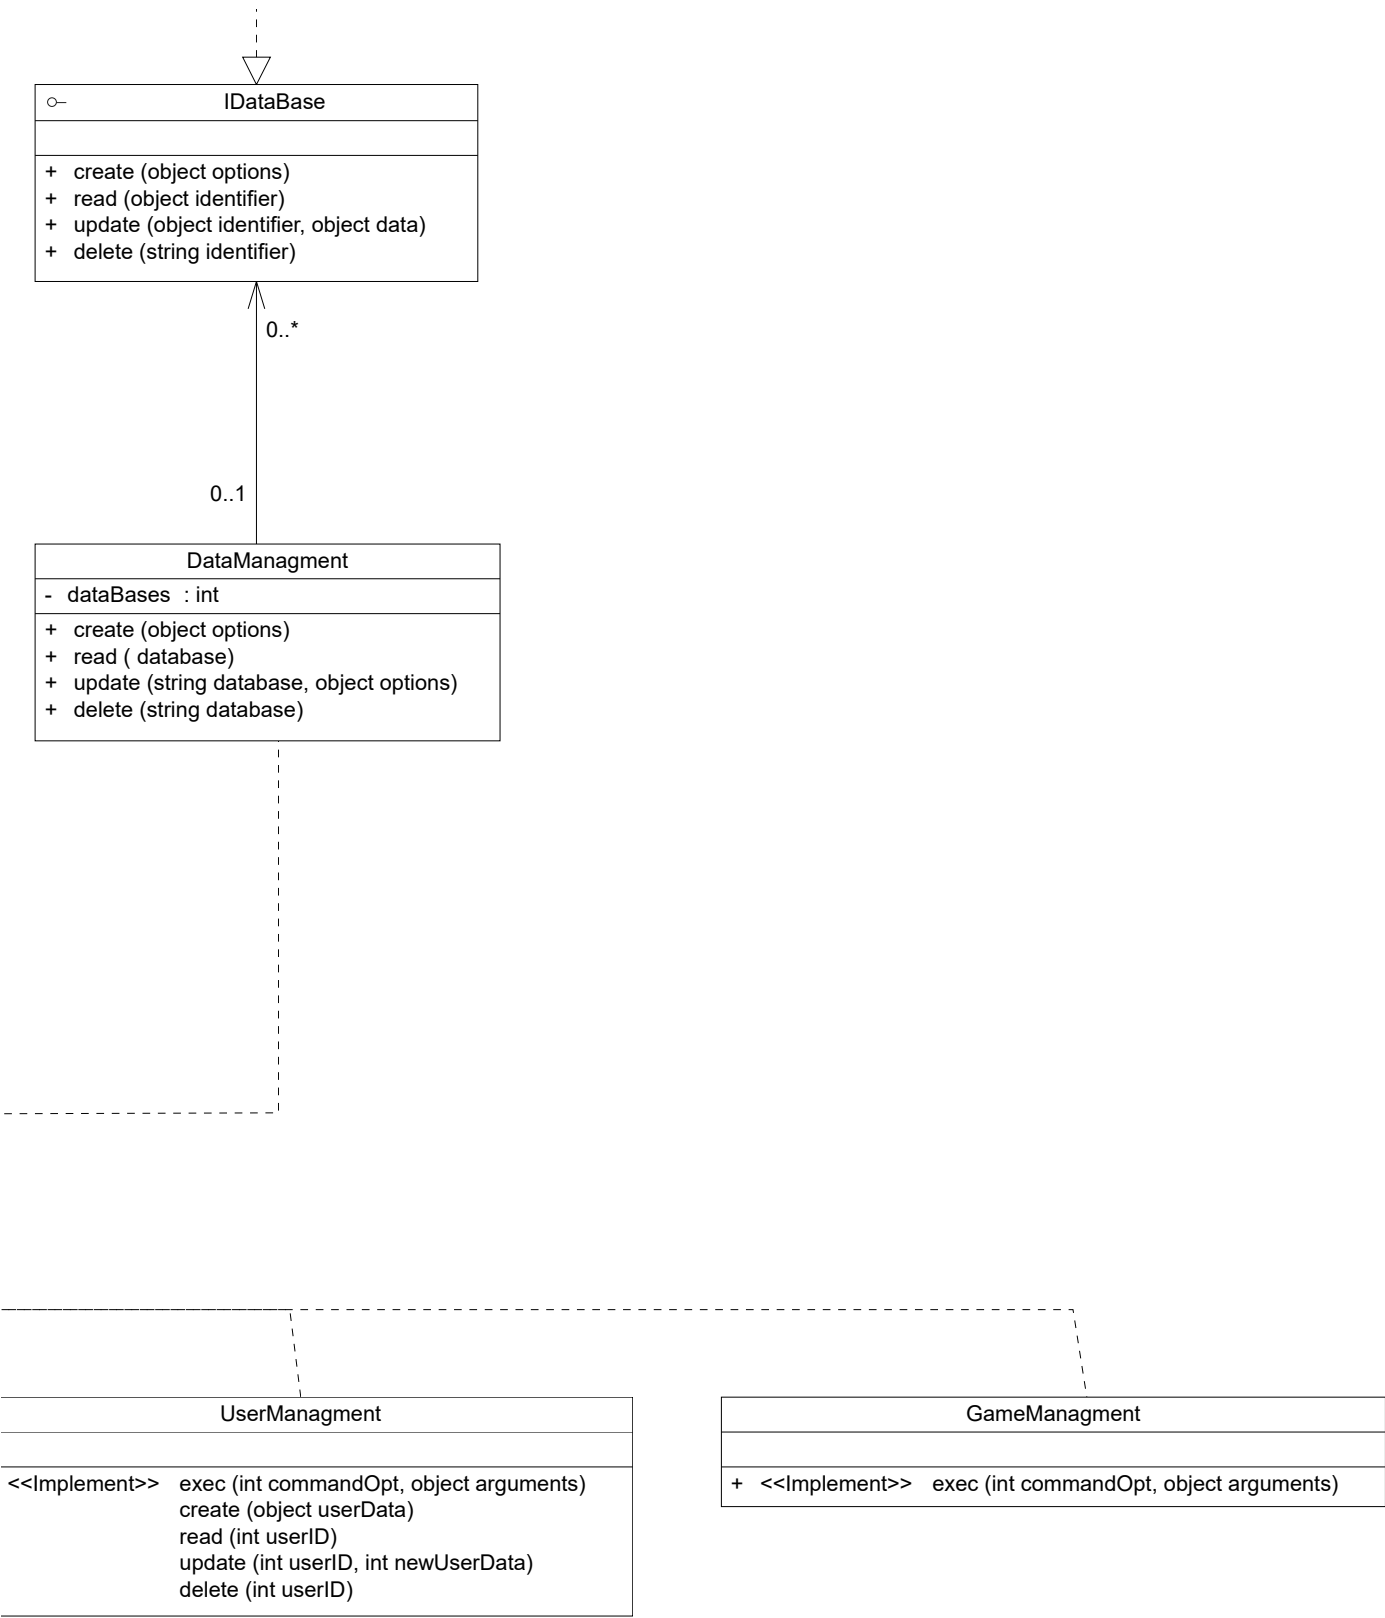 IDataBase
+ create (object options)
+ read (object identifier)
+ update (object identifier, object data)
+ delete (string identifier)
0..*
0..1
DataManagment
- dataBases : int
+ create (object options)
+ read ( database)
+ update (string database, object options)
+ delete (string database)
UserManagment
<<Implement>> exec (int commandOpt, object arguments)
create (object userData)
read (int userID)
update (int userID, int newUserData)
delete (int userID)
GameManagment
+ <<Implement>> exec (int commandOpt, object arguments)